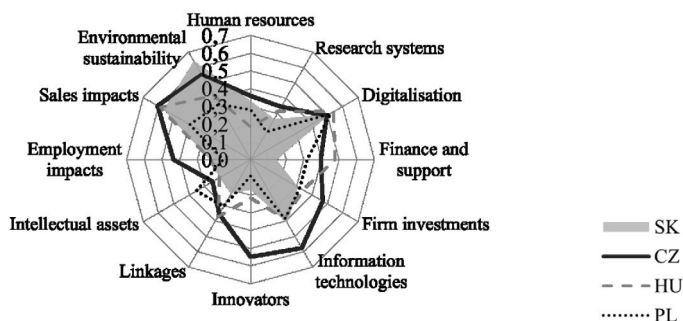 Human resources
Environmental
sustainability
Research systems
Sales impacts
Digitalisation
Employment
impacts
Finance and
support
Intellectual assets
Firm investments
Linkages
Information
technologies
Innovators
0,7
0,6
0,5
0,4
0,3
0,2
0,1
0,0
SK
CZ
HU
PL